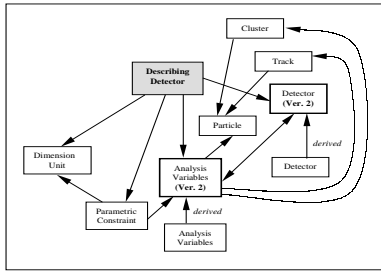 Cluster
Track
Describing
Detector
Detector
(Ver. 2)
Particle
derived
Dimension
Unit
Analysis
Variables
(Ver. 2)
Detector
Parametric
Constraint
derived
Analysis
Variables